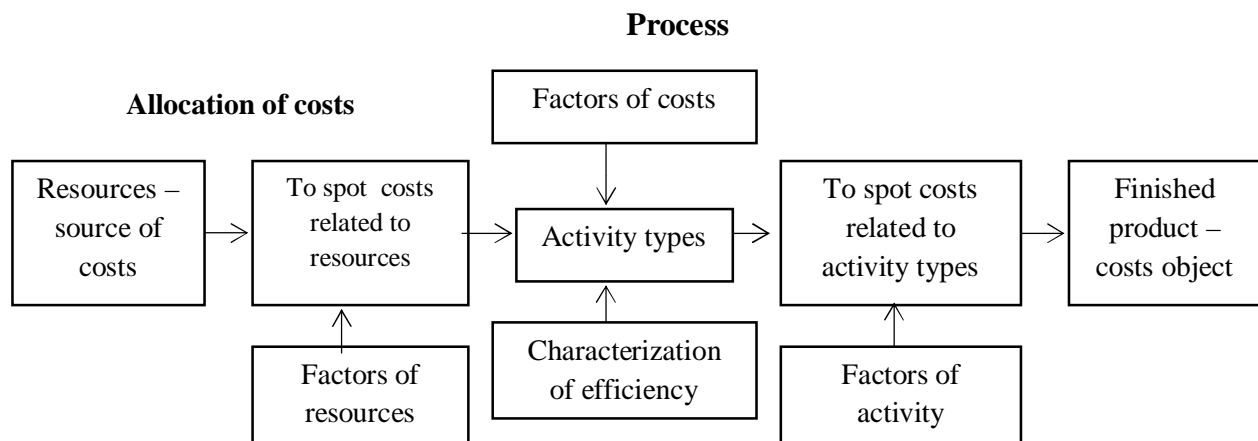 Process
Allocation of costs
Factors of costs
Resources –
source of
costs
To spot costs
related to
resources
Activity types
To spot costs
related to
activity types
Finished
product –
costs object
Factors of
resources
Characterization
of efficiency
Factors of
activity